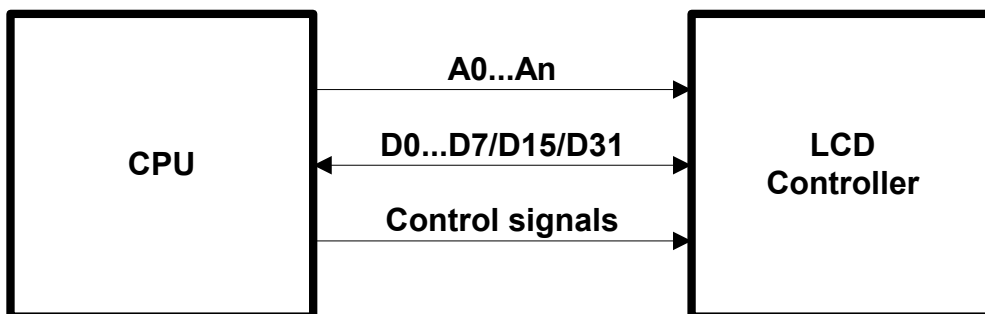 A0...An
CPU
D0...D7/D15/D31
LCD
Controller
Control signals